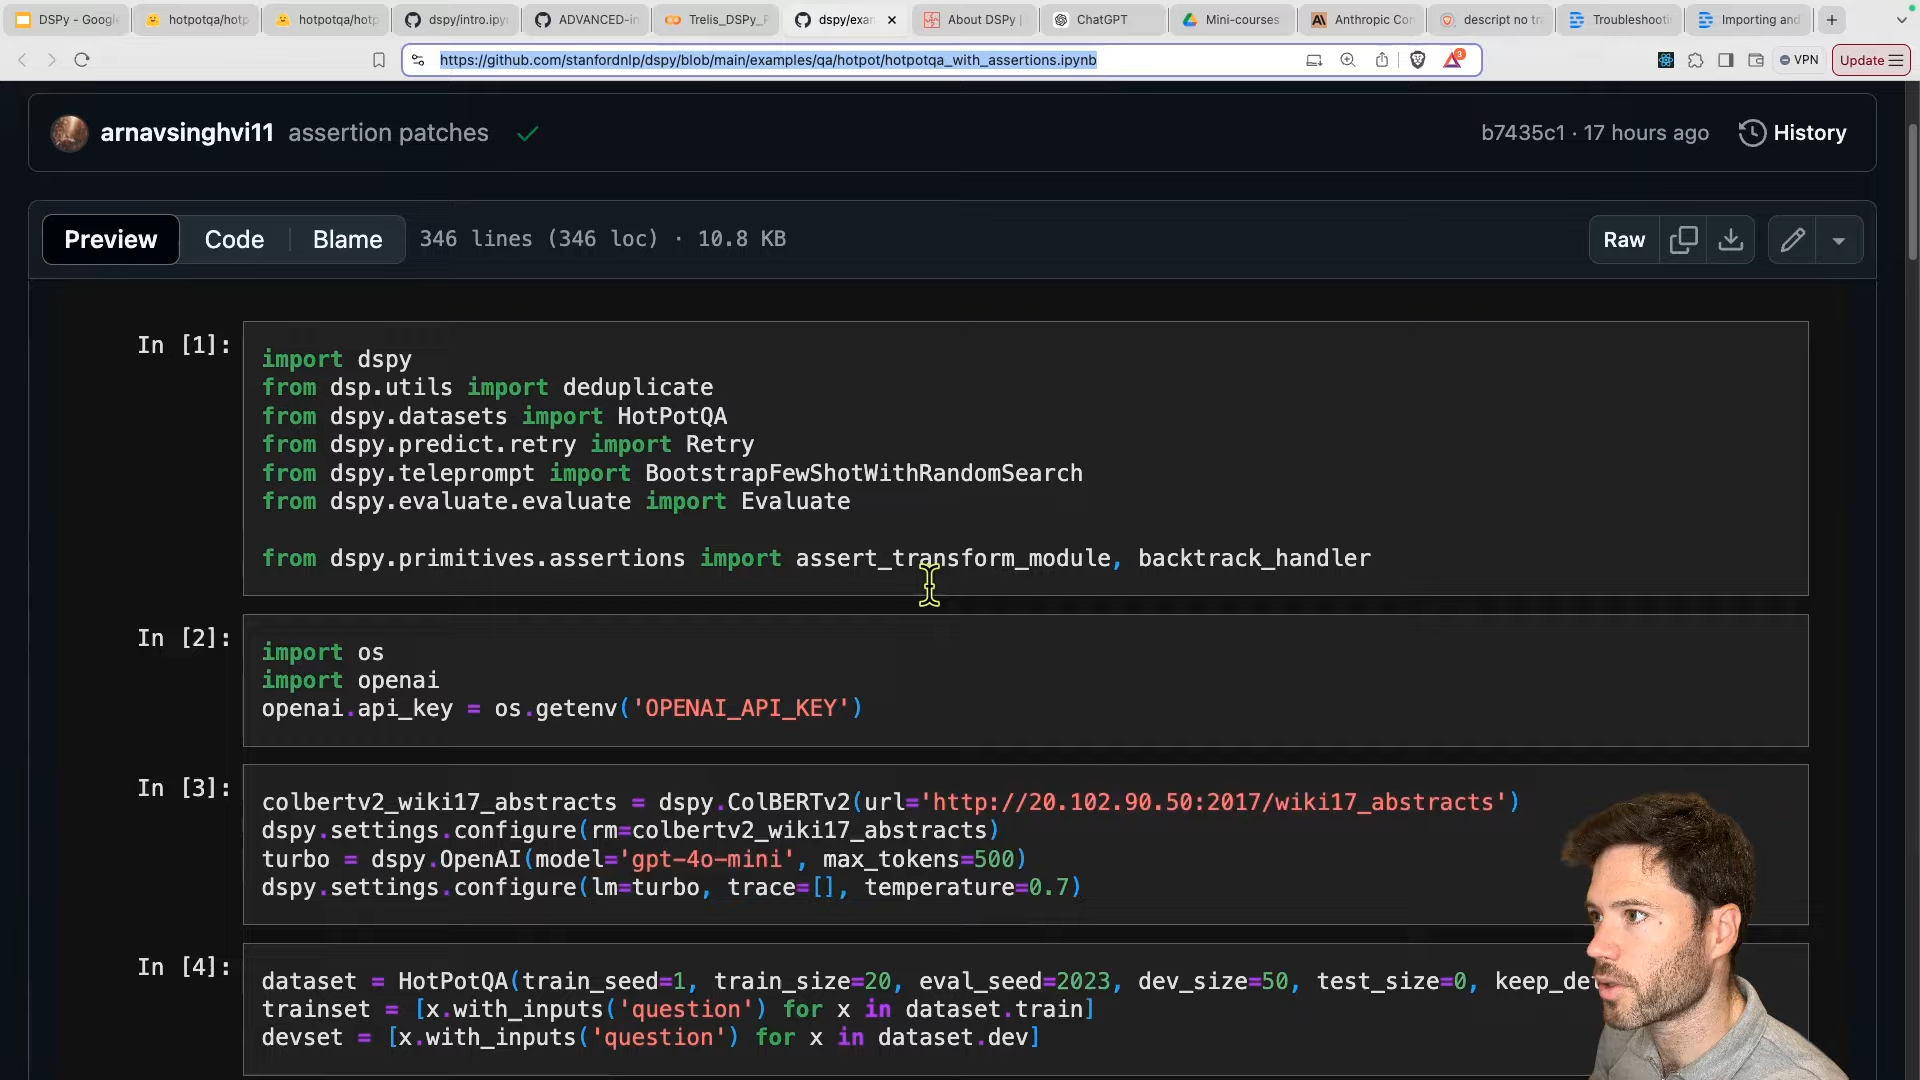 DSPy - Googl
hotpotqa/hotp
hotpotqa/hotp
dspy/intro.ipy
ADVANCED-in
Trelis_DSPy_
dspy/exam
About DSPy |
ChatGPT
Mini-courses
Anthropic Co
descript no tr
Troubleshooti
Importing and
https://github.com/stanfordnlp/dspy/blob/main/examples/qa/hotpot/hotpotqa_with_assertions.ipynb
3
VPN
Update
arnavsinghvi11 assertion patches
b7435c1 · 17 hours ago
History
Preview
Code
Blame
346 lines (346 loc) · 10.8 KB
Raw
In [1]:
import dspy
from dsp.utils import deduplicate
from dspy.datasets import HotPotQA
from dspy.predict.retry import Retry
from dspy.teleprompt import BootstrapFewShotWithRandomSearch
from dspy.evaluate.evaluate import Evaluate
from dspy.primitives.assertions import assert_transform_module, backtrack_handler
In [2]:
import os
import openai
openai.api_key = os.getenv('OPENAI_API_KEY')
In [3]:
colbertv2_wiki17_abstracts = dspy.ColBERTv2(url='http://20.102.90.50:2017/wiki17_abstracts')
dspy.settings.configure(rm=colbertv2_wiki17_abstracts)
turbo = dspy.OpenAI(model='gpt-4o-mini', max_tokens=500)
dspy.settings.configure(lm=turbo, trace=[], temperature=0.7)
In [4]:
dataset = HotPotQA(train_seed=1, train_size=20, eval_seed=2023, dev_size=50, test_size=0, keep_de
trainset = [x.with_inputs('question') for x in dataset.train]
devset = [x.with_inputs('question') for x in dataset.dev]